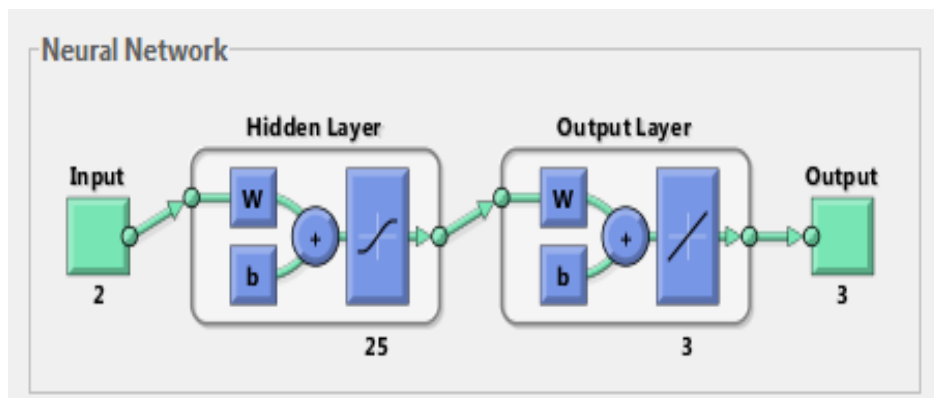 Neural Network
Hidden Layer
Output Layer
Input
W
b
+
W
b
+
Output
2
25
3
3